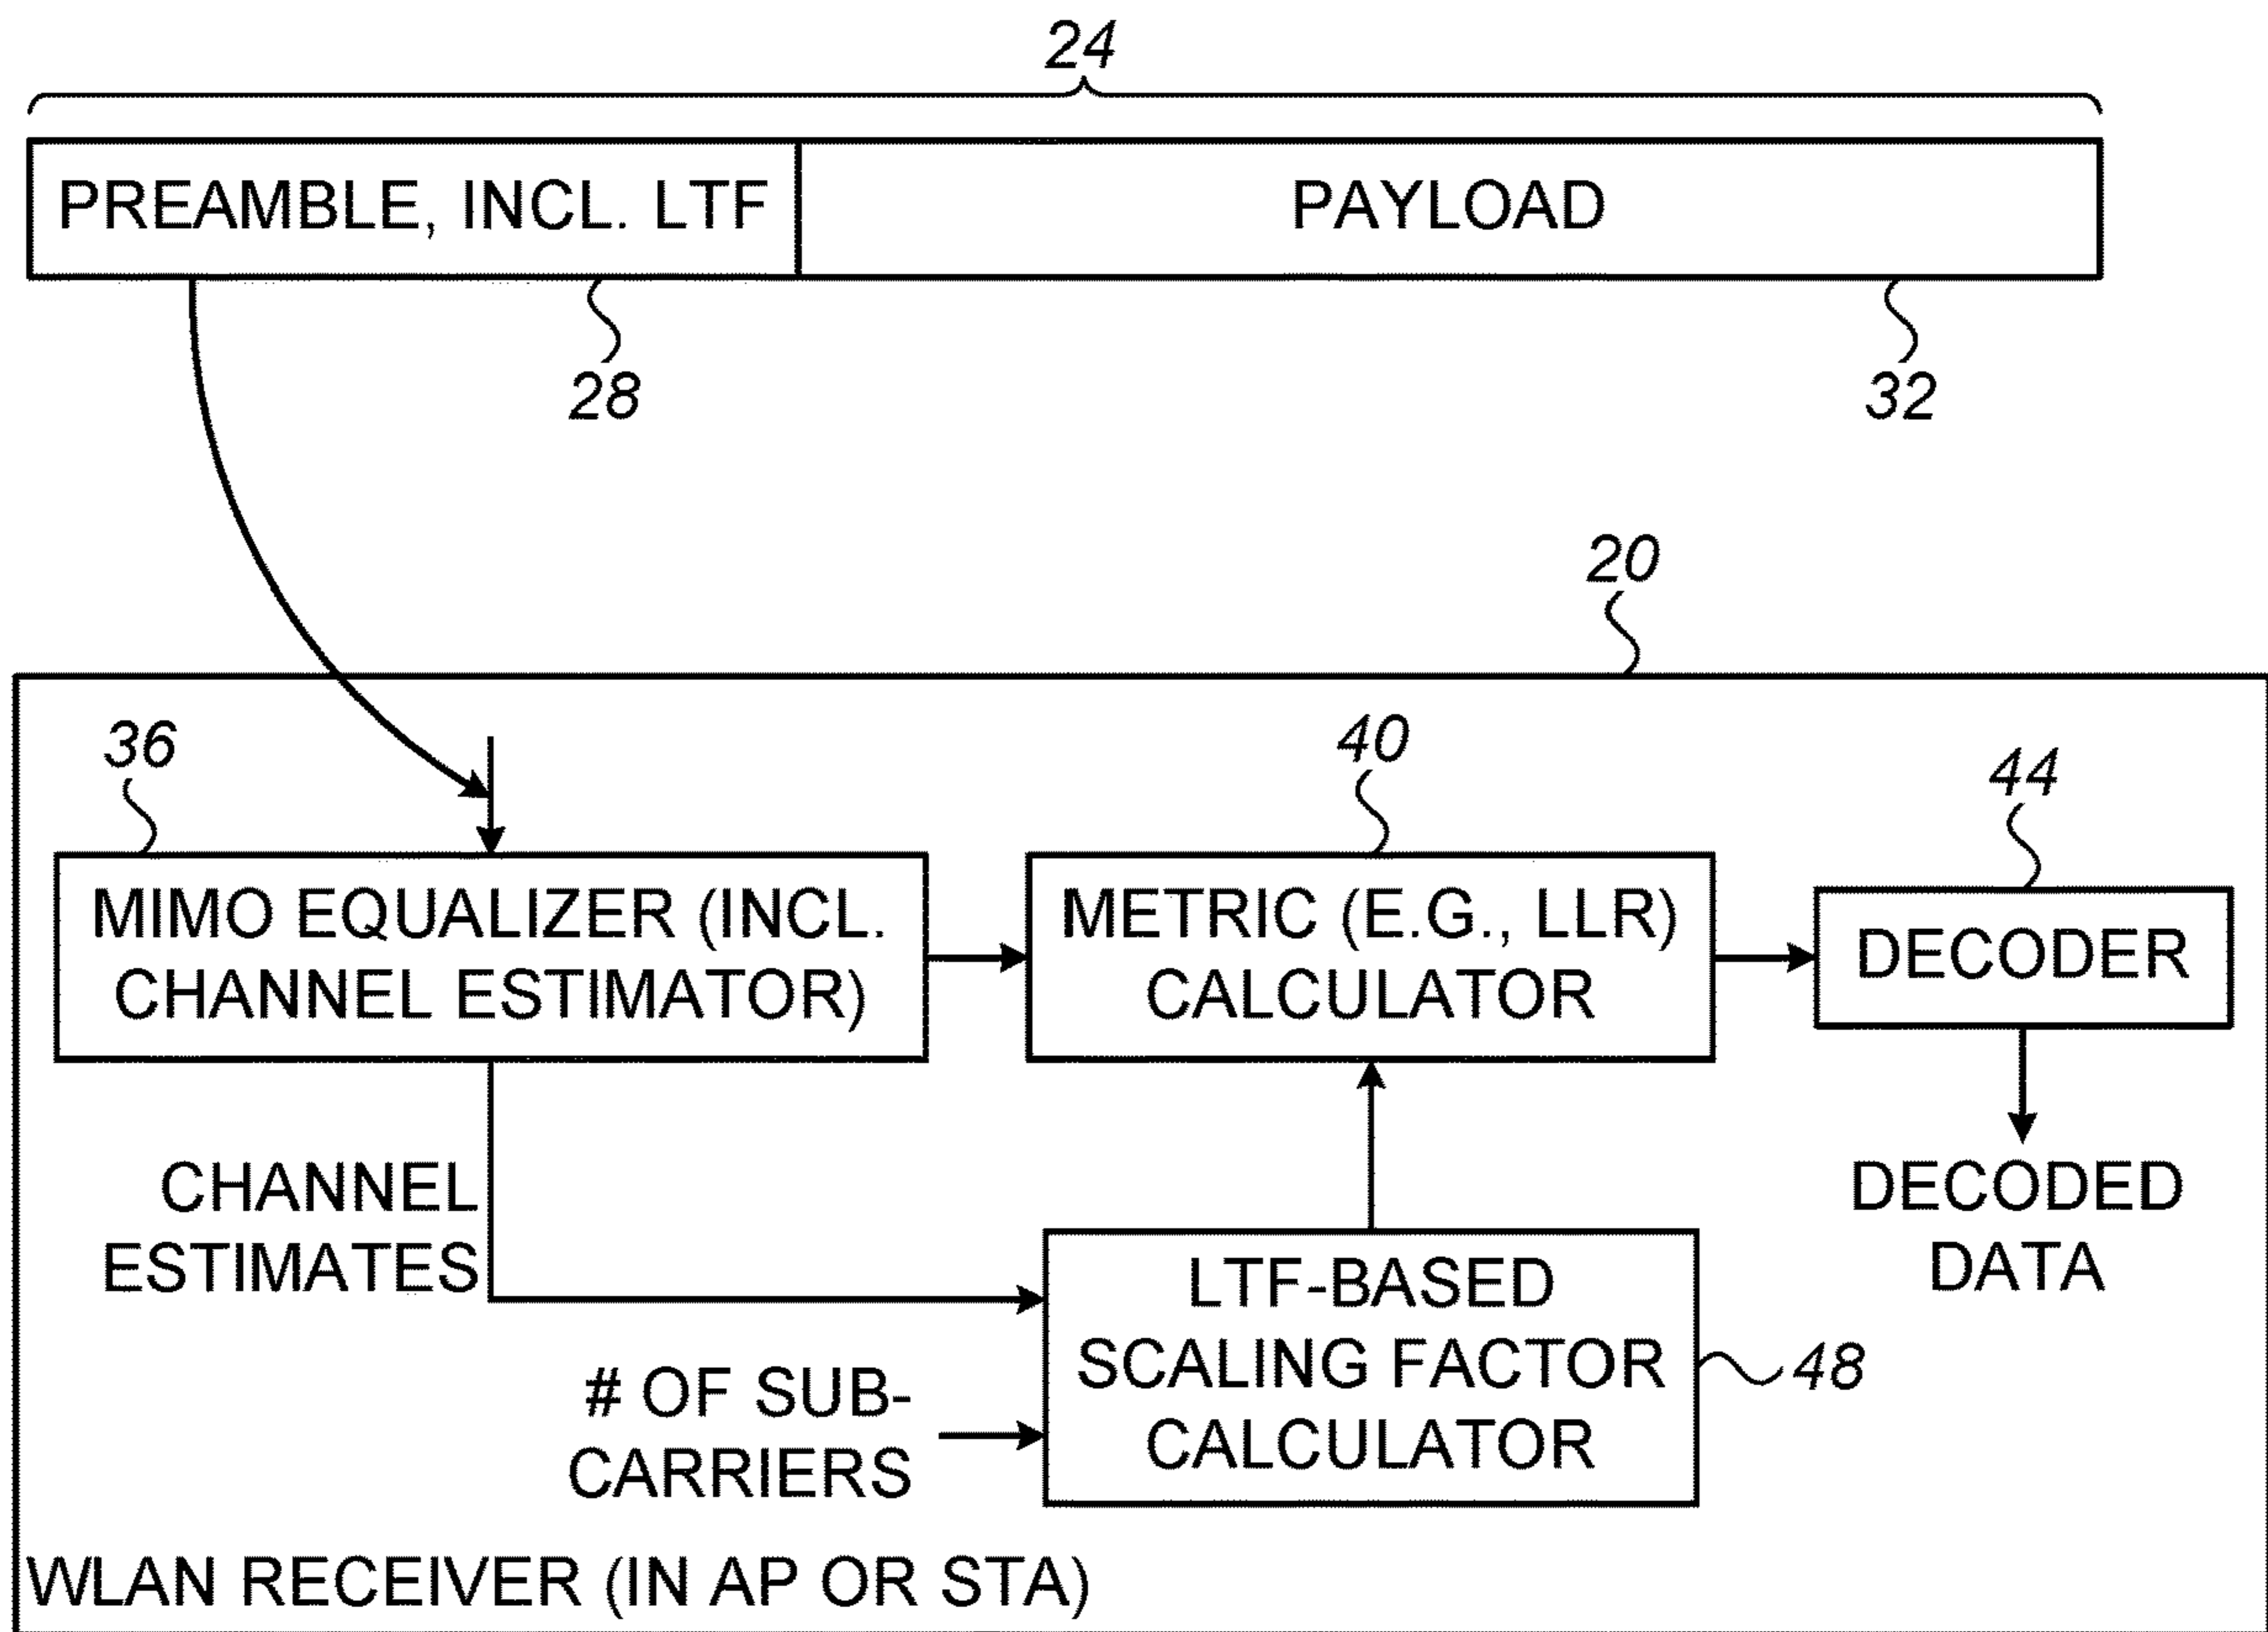 24
PREAMBLE, INCL. LTF
PAYLOAD
28
32
20
36
40
44
MIMO EQUALIZER (INCL.
CHANNEL ESTIMATOR)
METRIC (E.G., LLR)
CALCULATOR
DECODER
CHANNEL
ESTIMATES
DECODED
DATA
LTF-BASED
SCALING FACTOR
CALCULATOR
48
# OF SUB-
CARRIERS
WLAN RECEIVER (IN AP OR STA)